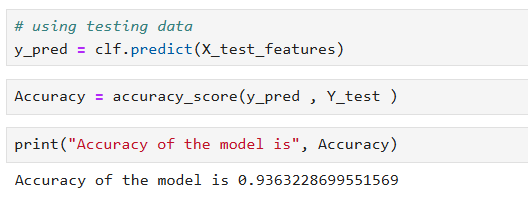 # using testing data
y_pred = clf.predict(X_test_features)
Accuracy = accuracy_score(y_pred , Y_test )
print("Accuracy of the model is", Accuracy)
Accuracy of the model is 0.9363228699551569